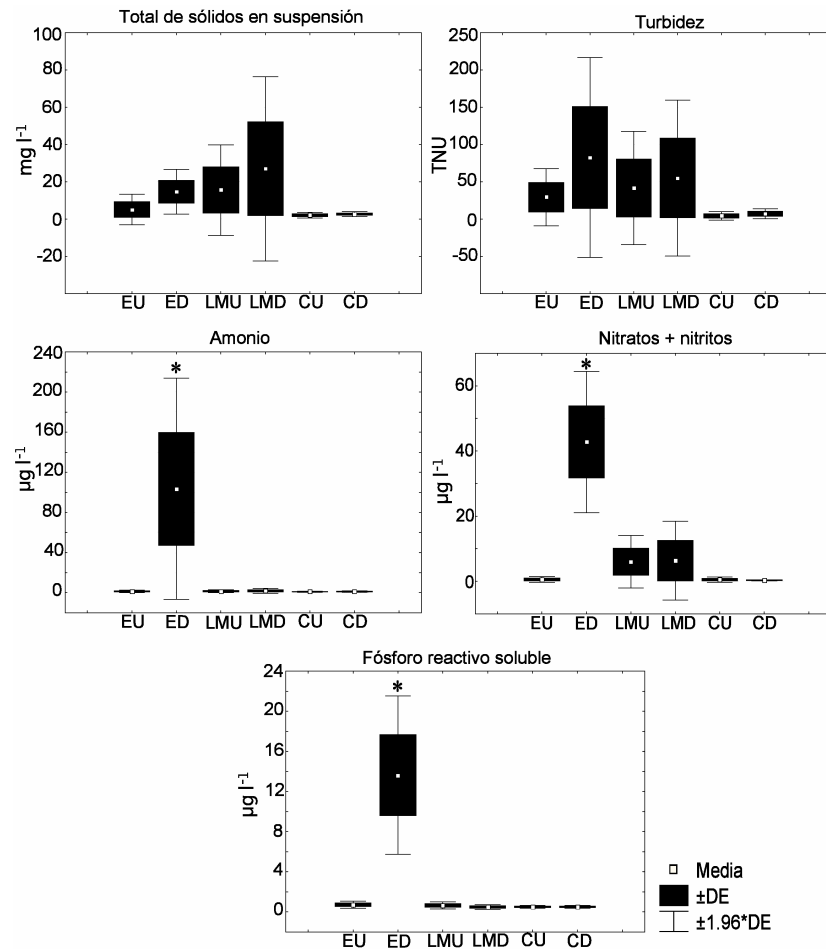 Total de sólidos en suspensión
100
80
60
40
20
0
-20
mg l⁻¹
EU ED LMU LMD CU CD
Turbidez
250
200
150
100
50
0
-50
TNU
EU ED LMU LMD CU CD
Amonio
240
200
160
120
80
40
0
µg l⁻¹
*
EU ED LMU LMD CU CD
Nitratos + nitritos
60
40
20
0
µg l⁻¹
*
EU ED LMU LMD CU CD
Fósforo reactivo soluble
24
20
16
12
8
4
0
µg l⁻¹
*
EU ED LMU LMD CU CD
Media
±DE
±1.96*DE